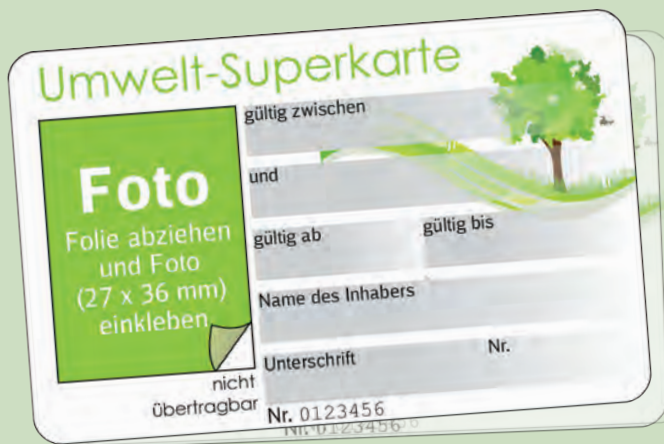 Umwelt-Superkarte
Foto
Folie abziehen
und Foto
(27 x 36 mm)
einkleben
nicht
übertragbar
gültig zwischen
und
gültig ab
gültig bis
Name des Inhabers
Unterschrift
Nr.
Nr. 0123456
Nr. 0123456